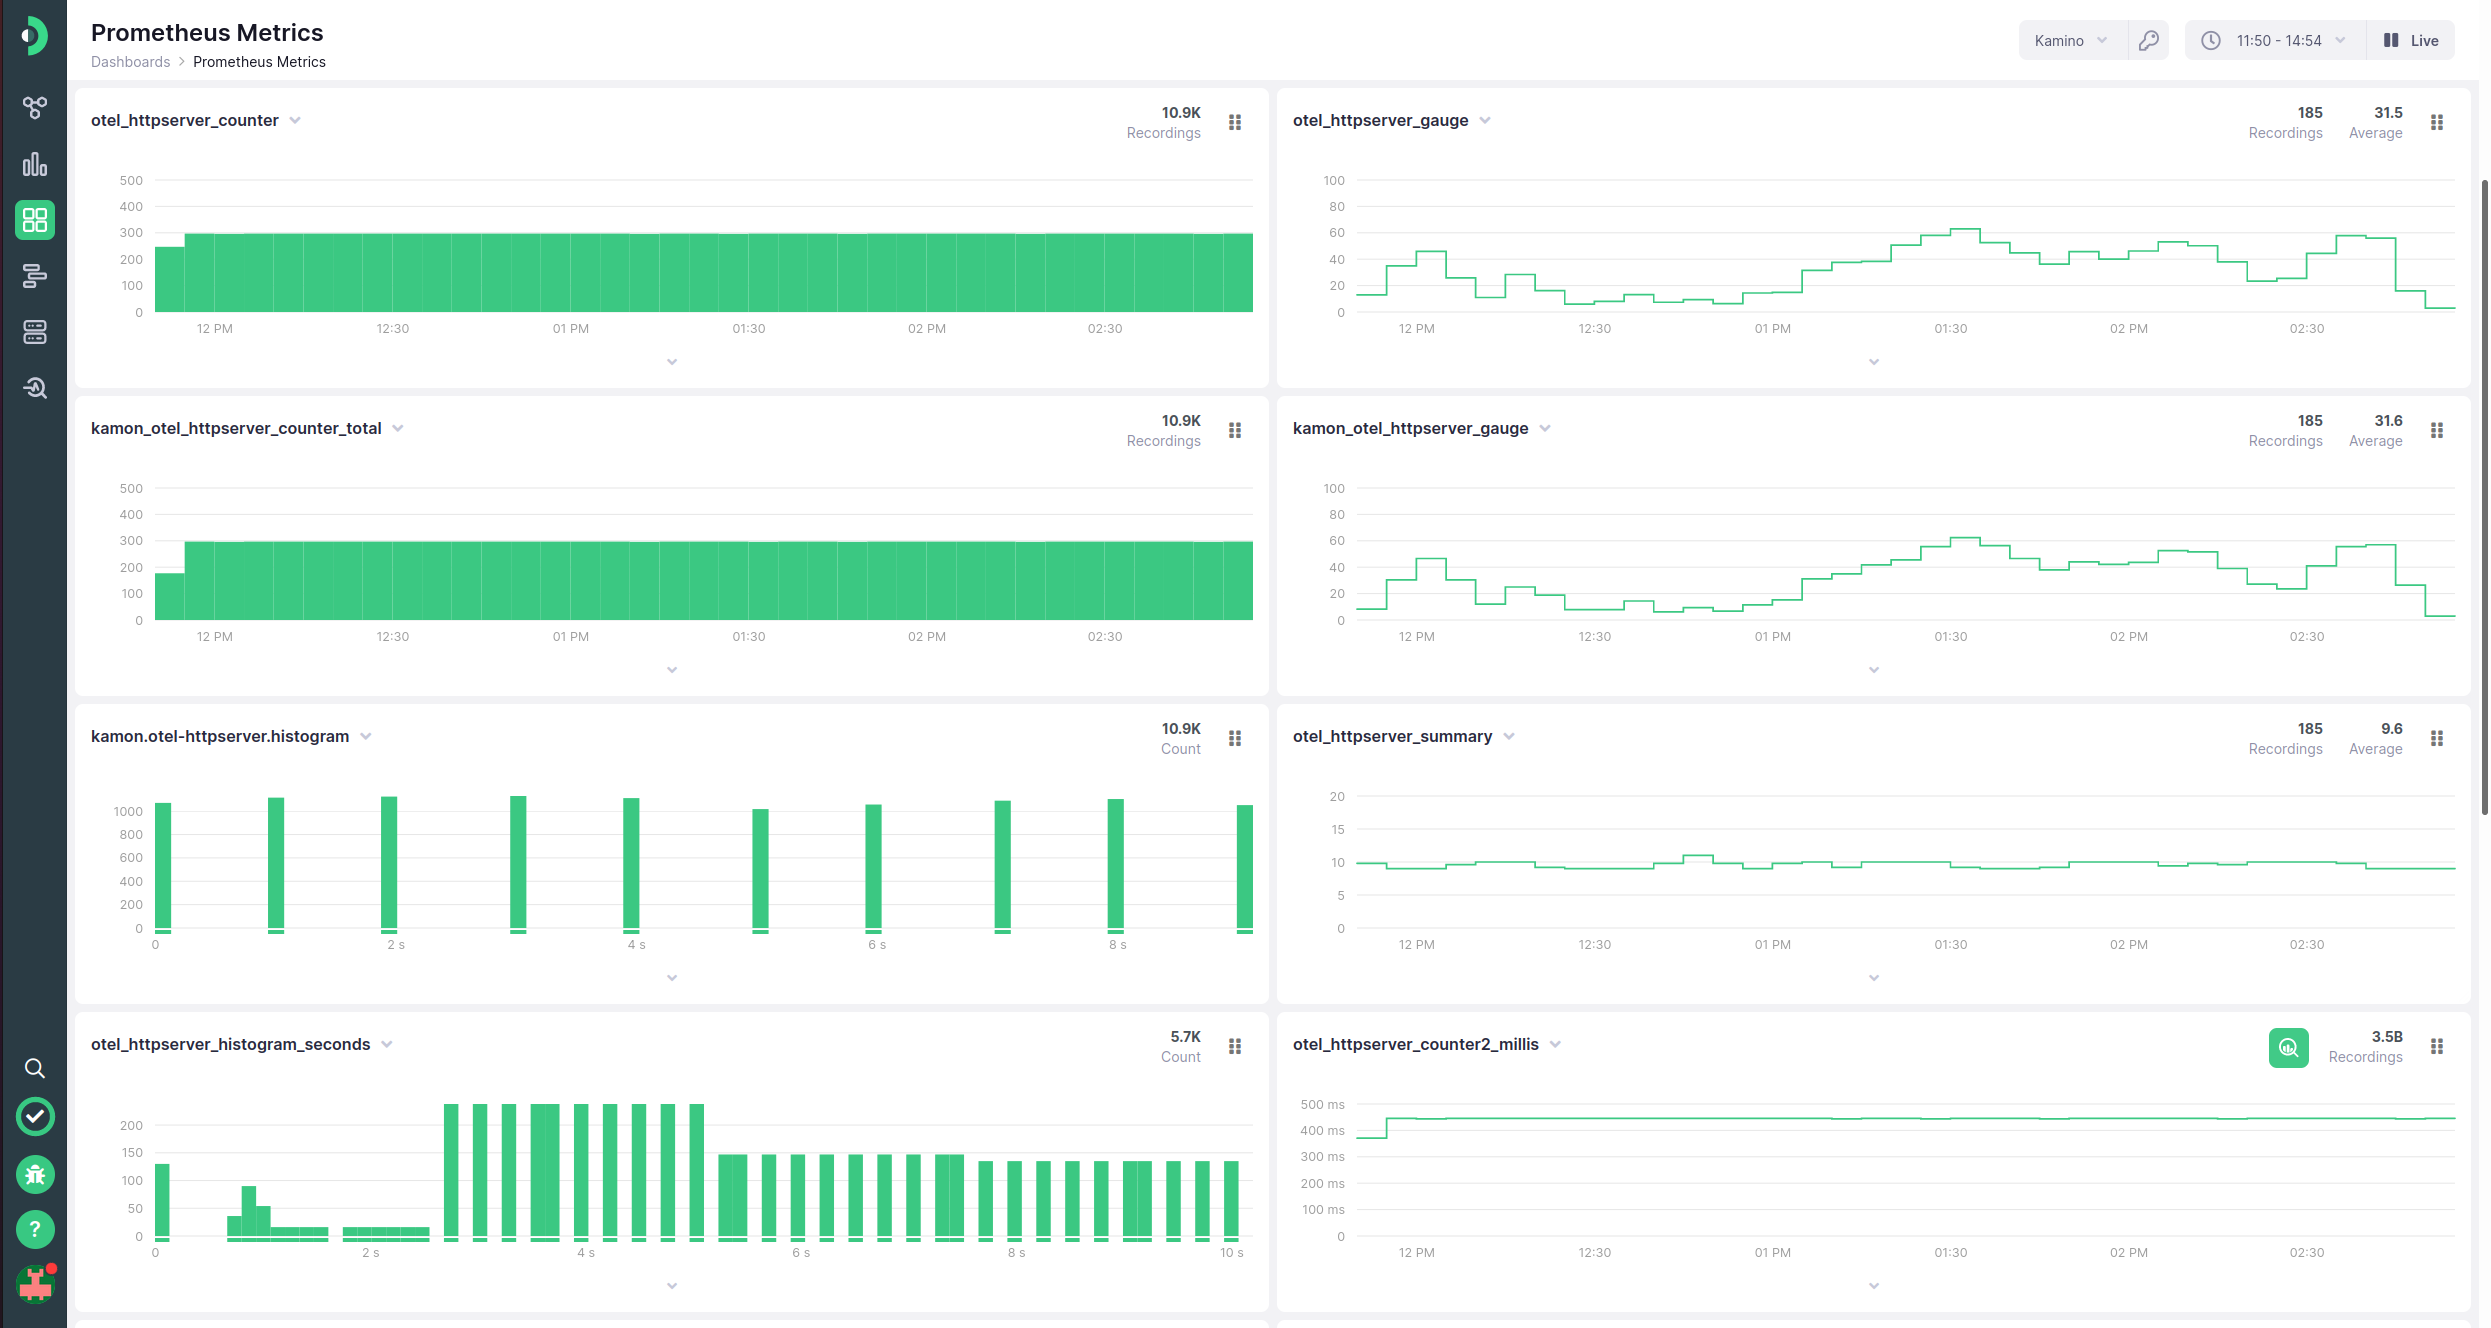 Prometheus Metrics
Dashboards > Prometheus Metrics
Kamino
11:50 - 14:54
Live
otel_httpserver_counter
10.9K
Recordings
500
400
300
200
100
0
12 PM 12:30 01 PM 01:30 02 PM 02:30
otel_httpserver_gauge
185 31.5
Recordings Average
100
80
60
40
20
0
12 PM 12:30 01 PM 01:30 02 PM 02:30
kamon_otel_httpserver_counter_total
10.9K
Recordings
500
400
300
200
100
0
12 PM 12:30 01 PM 01:30 02 PM 02:30
kamon_otel_httpserver_gauge
185 31.6
Recordings Average
100
80
60
40
20
0
12 PM 12:30 01 PM 01:30 02 PM 02:30
kamon.otel-httpserver.histogram
10.9K
Count
1000
800
600
400
200
0
0 2 s 4 s 6 s 8 s
otel_httpserver_summary
185 9.6
Recordings Average
20
15
10
5
0
12 PM 12:30 01 PM 01:30 02 PM 02:30
otel_httpserver_histogram_seconds
5.7K
Count
200
150
100
50
0
0 2 s 4 s 6 s 8 s 10 s
otel_httpserver_counter2_millis
3.5B
Recordings
500 ms
400 ms
300 ms
200 ms
100 ms
0
12 PM 12:30 01 PM 01:30 02 PM 02:30
?